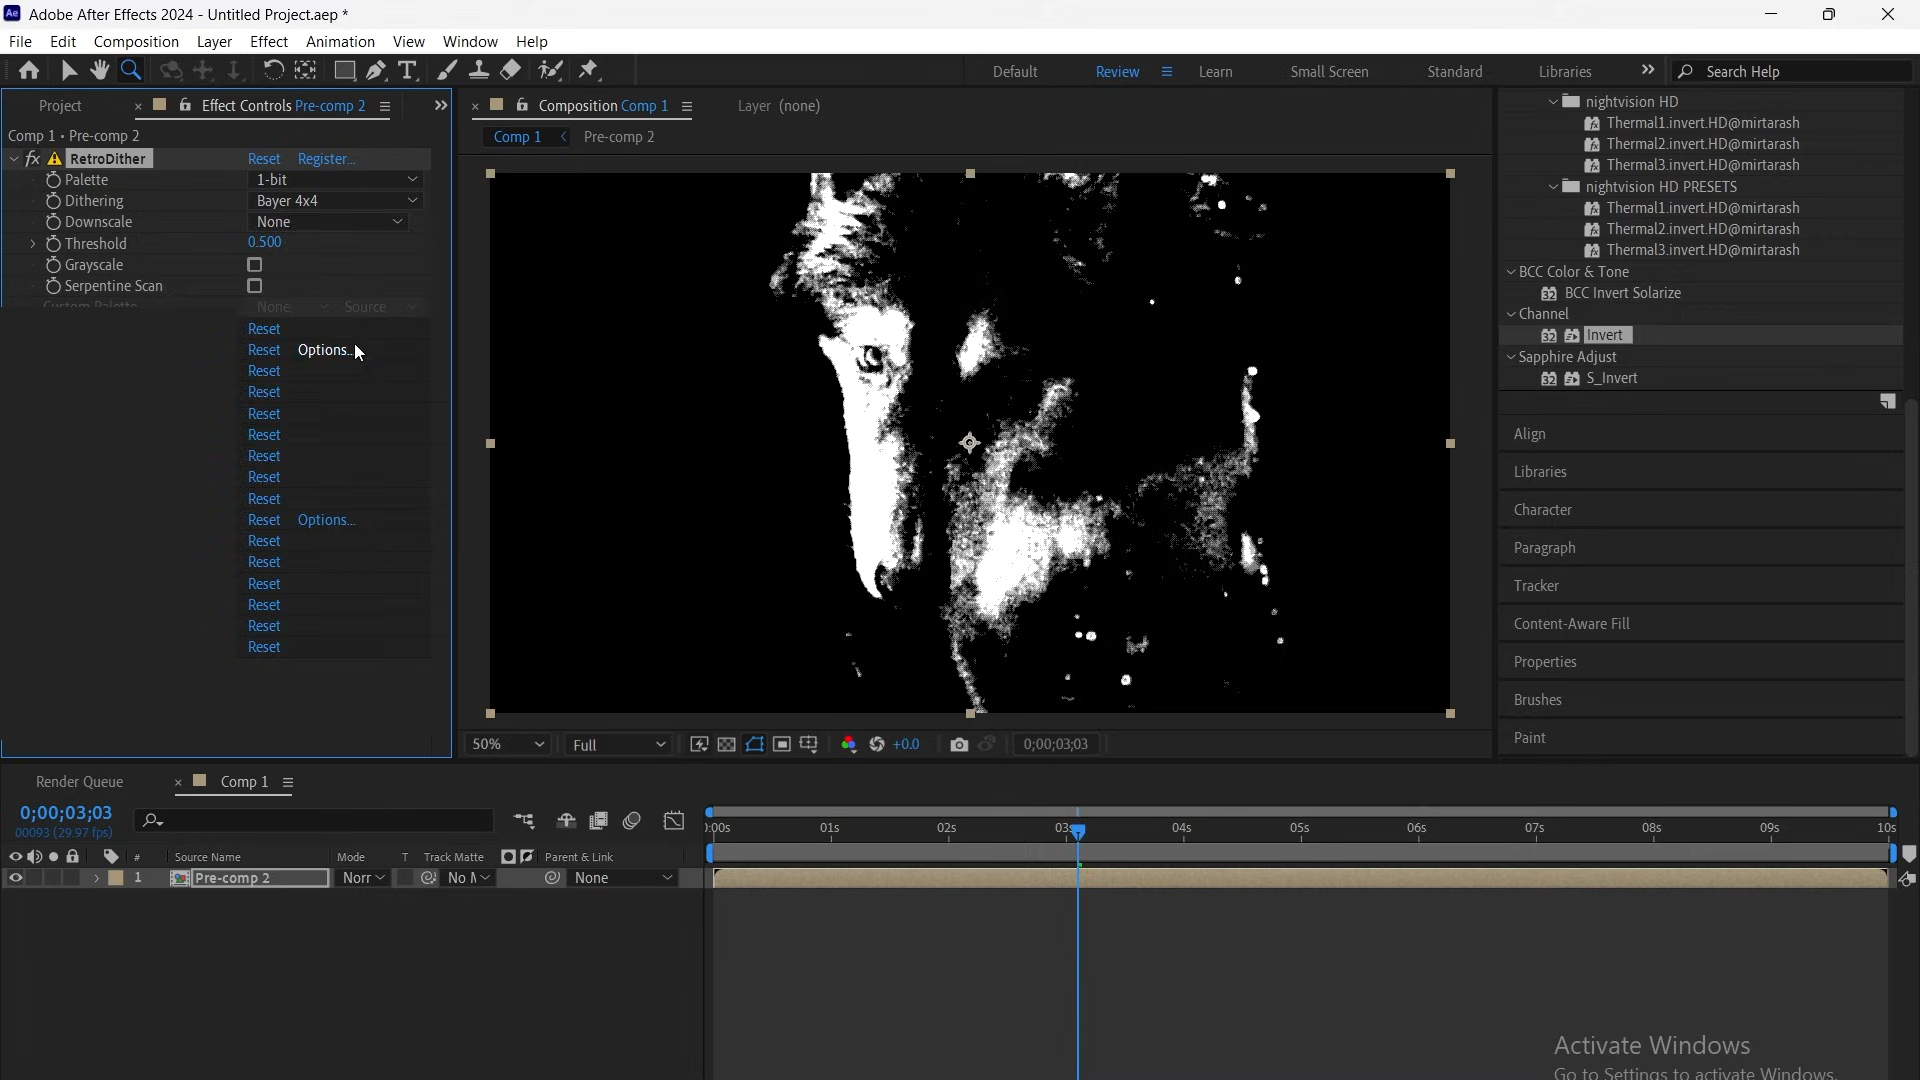 Adobe After Effects 2024 - Untitled Project.aep *
File Edit Composition Layer Effect Animation View Window Help
Default Review Learn Small Screen Standard Libraries Search Help
Project Effect Controls Pre-comp 2
Comp 1 • Pre-comp 2
fx RetroDither Reset Register...
Palette 1-bit
Dithering Bayer 4x4
Downscale None
Threshold 0.500
Grayscale
Serpentine Scan
Custom Palette None Source
Reset
Reset Options...
Reset
Reset
Reset
Reset
Reset
Reset
Reset
Reset Options...
Reset
Reset
Reset
Reset
Reset
Reset
Composition Comp 1 Layer (none)
Comp 1 Pre-comp 2
50% Full +0.0 0;00;03;03
nightvision HD
Thermal1.invert.HD@mirtarash
Thermal2.invert.HD@mirtarash
Thermal3.invert.HD@mirtarash
nightvision HD PRESETS
Thermal1.invert.HD@mirtarash
Thermal2.invert.HD@mirtarash
Thermal3.invert.HD@mirtarash
BCC Color & Tone
32 BCC Invert Solarize
Channel
32 Invert
Sapphire Adjust
32 S_Invert
Align
Libraries
Character
Paragraph
Tracker
Content-Aware Fill
Properties
Brushes
Paint
Render Queue Comp 1
0;00;03;03
00093 (29.97 fps)
):00s 01s 02s 03s 04s 05s 06s 07s 08s 09s 10s
# Source Name Mode T Track Matte Parent & Link
1 Pre-comp 2 Norr No M None
Activate Windows
Go to Settings to activate Windows.